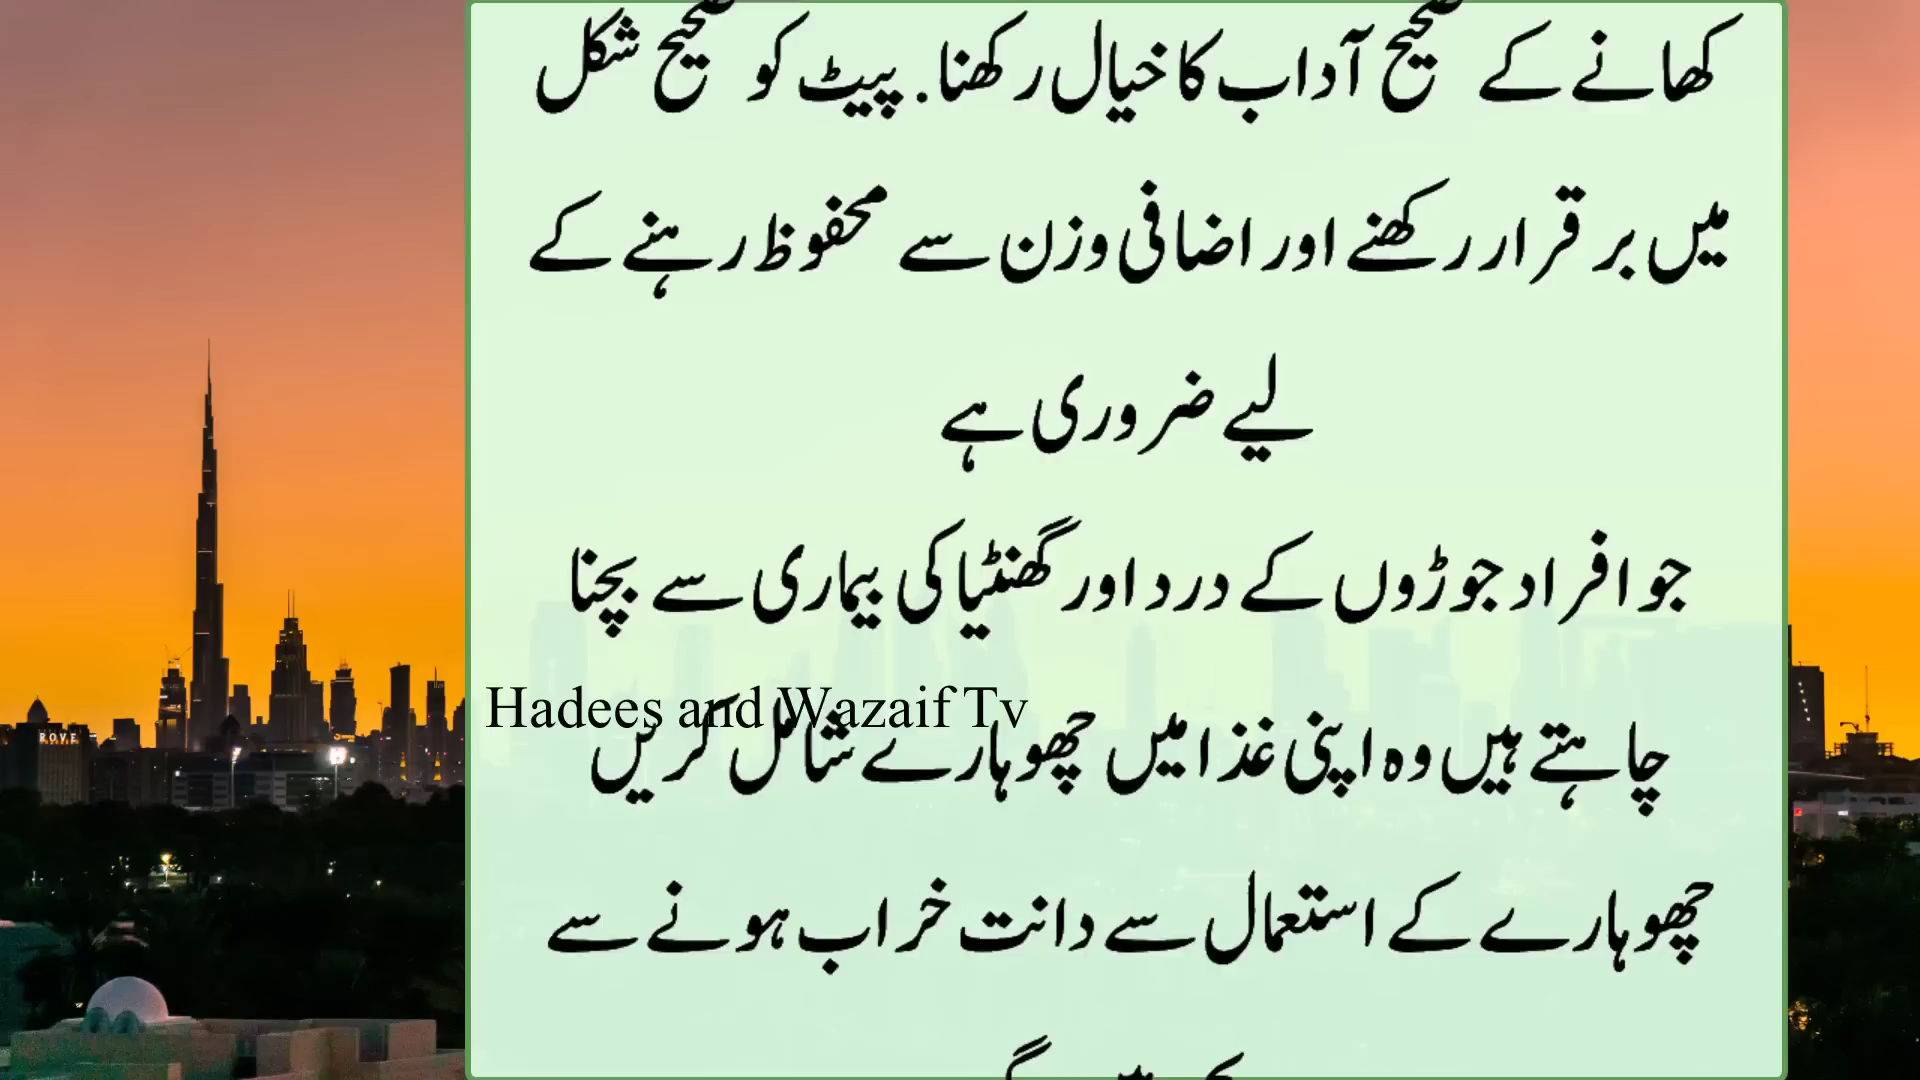 کھانے کے صحیح آداب کا خیال رکھنا. پیٹ کو صحیح شکل
میں برقرار رکھنے اور اضافی وزن سے محفوظ رہنے کے
لیے ضروری ہے
جو افراد جوڑوں کے درد اور گھنٹیا کی بیماری سے بچنا
Hadees and Wazaif Tv
چاہتے ہیں وہ اپنی غذا میں چھوہارے شامل کریں
ROVE
چھوہارے کے استعمال سے دانت خراب ہونے سے